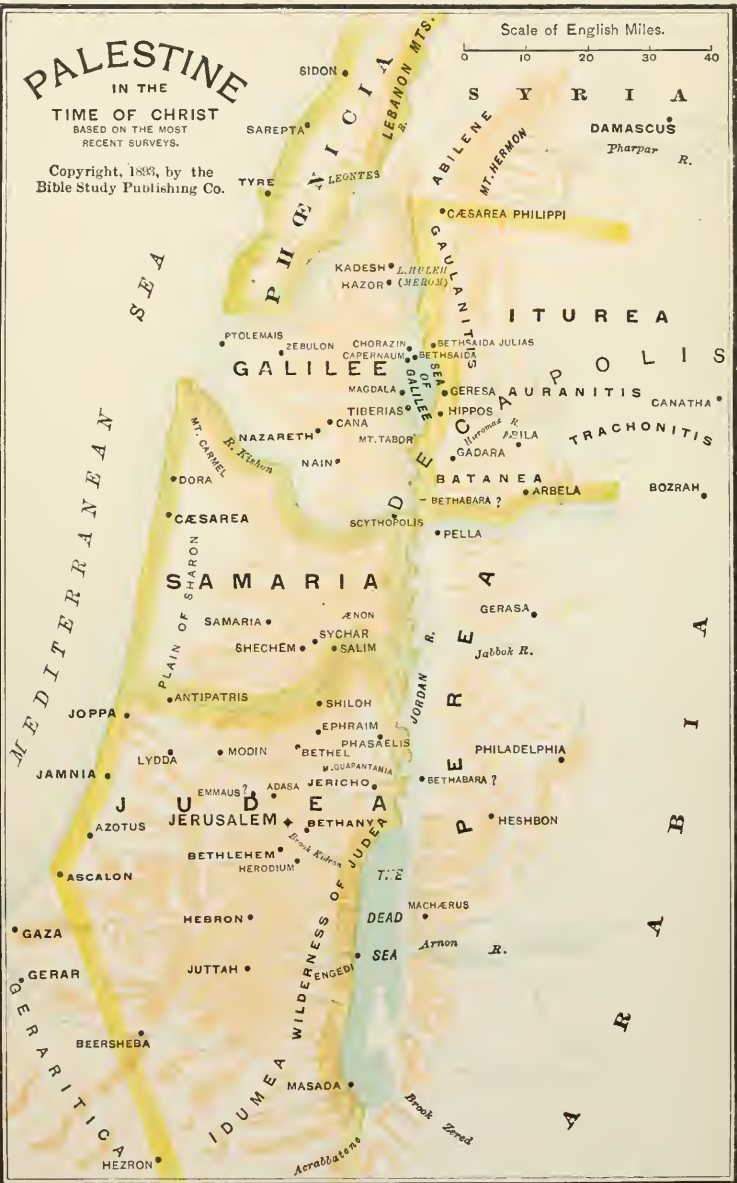 PALESTINE
IN THE
TIME OF CHRIST
BASED ON THE MOST
RECENT SURVEYS.
Copyright, 1893, by the
Bible Study Publishing Co.
Scale of English Miles.
0 10 20 30 40
SIDON
PHŒNICIA
LEBANON MTS.
SYRIA
SAREPTA
R.
ABILENE
DAMASCUS
MT. HERMON
Pharpar
R.
TYRE
LEONTES
CÆSAREA PHILIPPI
GAULANITIS
KADESH
L. HULEH
HAZOR
(MEROM)
MEDITERRANEAN SEA
ITUREA
PTOLEMAIS
ZEBULON
CHORAZIN
BETHSAIDA JULIAS
CAPERNAUM
BETHSAIDA
GALILEE
SEA OF GALILEE
DECAPOLIS
MAGDALA
GERESA
AURANITIS
CANATHA
TIBERIAS
HIPPOS
MT. CARMEL
CANA
Huromax R
NAZARETH
MT. TABOR
ABILA
TRACHONITIS
R. Kishon
NAIN
GADARA
DORA
BATANEA
ARBELA
BOZRAH
BETHABARA ?
CÆSAREA
SCYTHOPOLIS
PELLA
PLAIN OF SHARON
SAMARIA
PEREA
SAMARIA
ÆNON
GERASA
SYCHAR
SHECHEM
SALIM
Jabbok R.
JORDAN R.
ARABIA
ANTIPATRIS
SHILOH
JOPPA
EPHRAIM
PHASAELIS
LYDDA
MODIN
BETHEL
PHILADELPHIA
M. QUARANTANIA
JAMNIA
JERICHO
BETHABARA ?
EMMAUS ?
ADASA
JUDEA
JERUSALEM
BETHANY
HESHBON
AZOTUS
Brook Kidron
BETHLEHEM
HERODIUM
WILDERNESS OF JUDEA
ASCALON
THE
DEAD
SEA
MACHÆRUS
HEBRON
GAZA
Arnon
R.
JUTTAH
ENGEDI
GERAR
GERARITICA
BEERSHEBA
IDUMEA
MASADA
Brook Zered
HEZRON
Acrabbatene